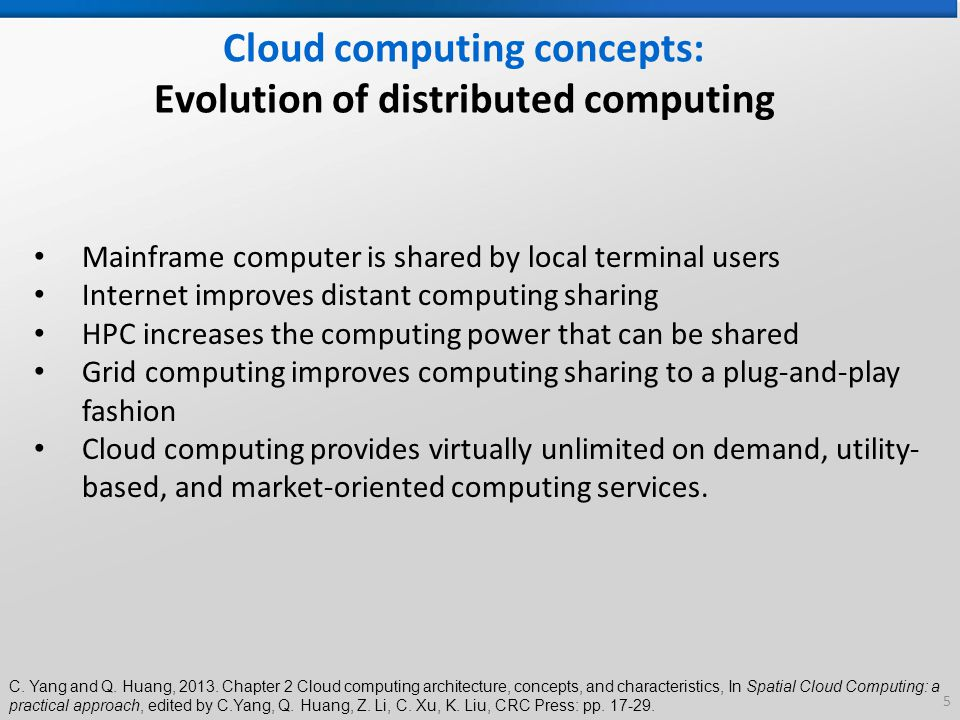 Cloud computing concepts:
Evolution of distributed computing
• Mainframe computer is shared by local terminal users
• Internet improves distant computing sharing
• HPC increases the computing power that can be shared
• Grid computing improves computing sharing to a plug-and-play
fashion
• Cloud computing provides virtually unlimited on demand, utility-
based, and market-oriented computing services.
C. Yang and Q. Huang, 2013. Chapter 2 Cloud computing architecture, concepts, and characteristics, In Spatial Cloud Computing: a
practical approach, edited by C.Yang, Q. Huang, Z. Li, C. Xu, K. Liu, CRC Press: pp. 17-29.
5